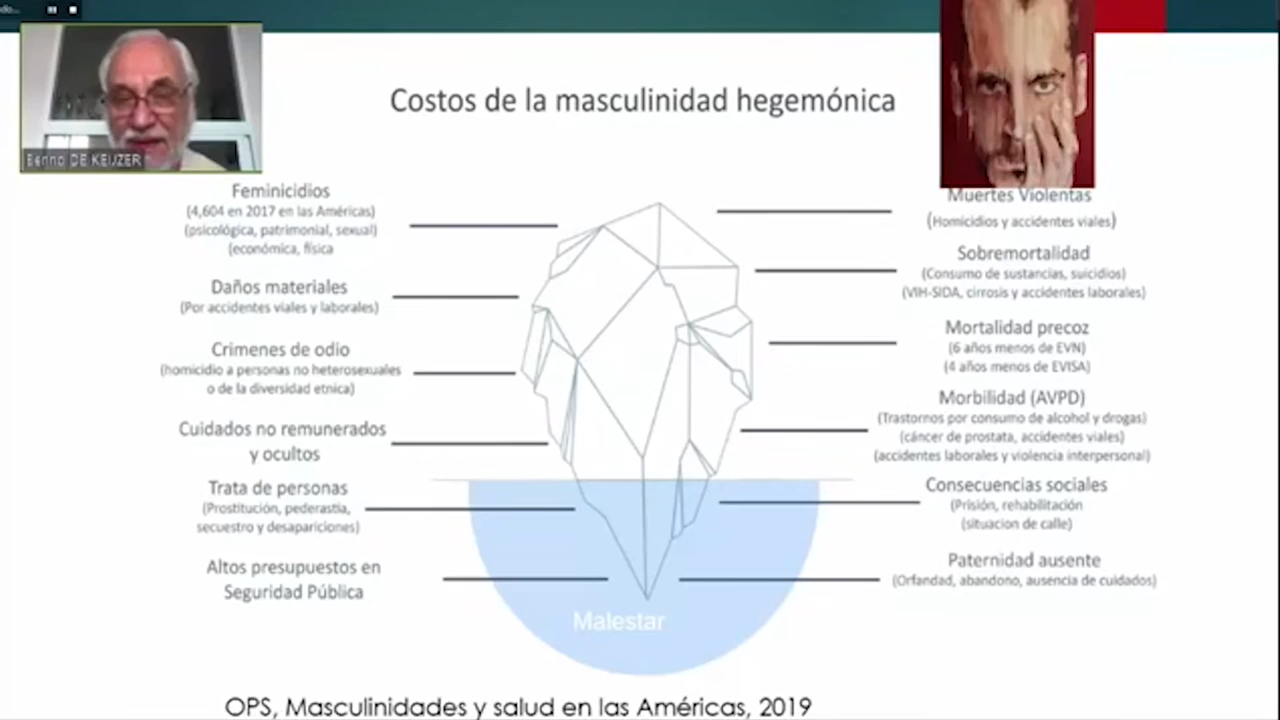 Benno DE KEIJZER
Costos de la masculinidad hegemónica
Feminicidios
(4,604 en 2017 en las Américas)
(psicológica, patrimonial, sexual)
(económica, física
Daños materiales
(Por accidentes viales y laborales)
Crimenes de odio
(homicidio a personas no heterosexuales
o de la diversidad etnica)
Cuidados no remunerados
y ocultos
Trata de personas
(Prostitución, pederastia,
secuestro y desapariciones)
Altos presupuestos en
Seguridad Pública
Muertes Violentas
(Homicidios y accidentes viales)
Sobremortalidad
(Consumo de sustancias, suicidios)
(VIH-SIDA, cirrosis y accidentes laborales)
Mortalidad precoz
(6 años menos de EVN)
(4 años menos de EVISA)
Morbilidad (AVPD)
(Trastornos por consumo de alcohol y drogas)
(cáncer de prostata, accidentes viales)
(accidentes laborales y violencia interpersonal)
Consecuencias sociales
(Prisión, rehabilitación
(situacion de calle)
Paternidad ausente
(Orfandad, abandono, ausencia de cuidados)
Malestar
OPS, Masculinidades y salud en las Américas, 2019